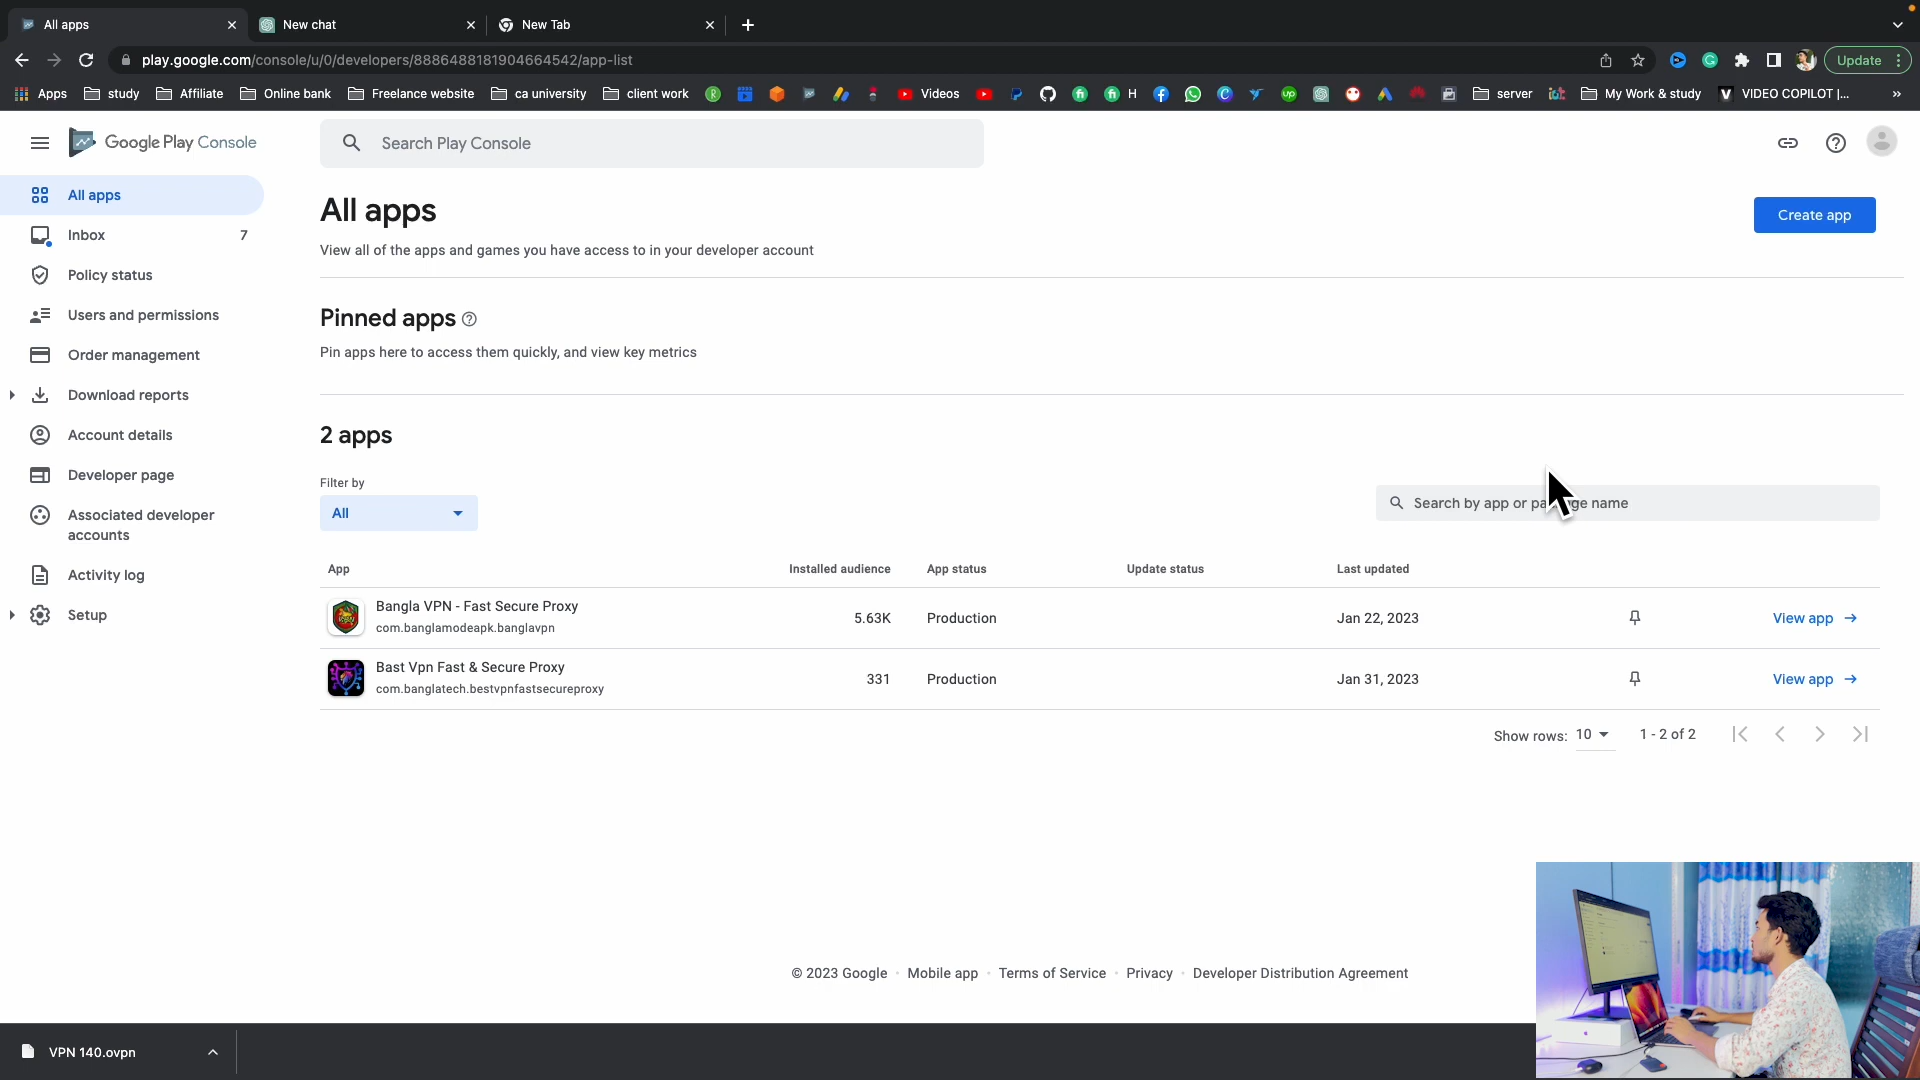 All apps
New chat
New Tab
play.google.com/console/u/0/developers/8886488181904664542/app-list
Update
Apps
study
Affiliate
Online bank
Freelance website
ca university
client work
Videos
H
server
My Work & study
VIDEO COPILOT |...
Google Play Console
Search Play Console
All apps
Inbox
7
Policy status
Users and permissions
Order management
Download reports
Account details
Developer page
Associated developer
accounts
Activity log
Setup
All apps
Create app
View all of the apps and games you have access to in your developer account
Pinned apps
Pin apps here to access them quickly, and view key metrics
2 apps
Filter by
All
Search by app or name
App
Installed audience
App status
Update status
Last updated
Bangla VPN - Fast Secure Proxy
com.banglamodeapk.banglavpn
5.63K
Production
Jan 22, 2023
View app
Bast Vpn Fast & Secure Proxy
com.banglatech.bestvpnfastsecureproxy
331
Production
Jan 31, 2023
View app
Show rows: 10
1 - 2 of 2
© 2023 Google · Mobile app · Terms of Service · Privacy · Developer Distribution Agreement
VPN 140.ovpn